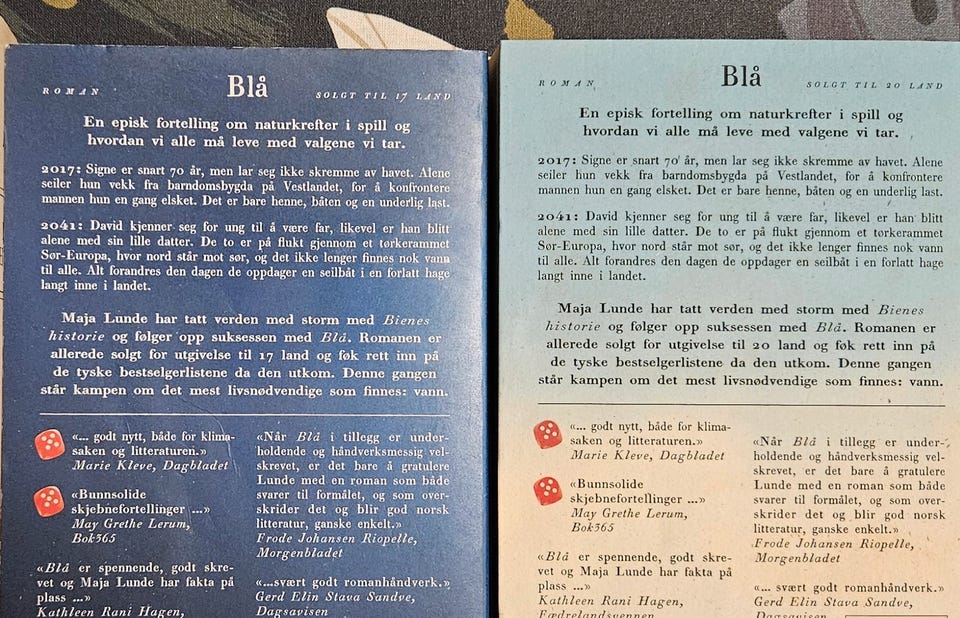 ROMAN
Blå
SOLGT TIL 17 LAND
En episk fortelling om naturkrefter i spill og
hvordan vi alle må leve med valgene vi tar.
2017: Signe er snart 70 år, men lar seg ikke skremme av havet. Alene
seiler hun vekk fra barndomsbygda på Vestlandet, for å konfrontere
mannen hun en gang elsket. Det er bare henne, båten og en underlig last.
2041: David kjenner seg for ung til å være far, likevel er han blitt
alene med sin lille datter. De to er på flukt gjennom et tørkerammet
Sør-Europa, hvor nord står mot sør, og det ikke lenger finnes nok vann
til alle. Alt forandres den dagen de oppdager en seilbåt i en forlatt hage
langt inne i landet.
Maja Lunde har tatt verden med storm med Bienes
historie og følger opp suksessen med Blå. Romanen er
allerede solgt for utgivelse til 17 land og føk rett inn på
de tyske bestselgerlistene da den utkom. Denne gangen
står kampen om det mest livsnødvendige som finnes: vann.
«... godt nytt, både for klima-
saken og litteraturen.»
Marie Kleve, Dagbladet
«Bunnsolide
skjebnefortellinger ...»
May Grethe Lerum,
Bok365
«Blå er spennende, godt skre-
vet og Maja Lunde har fakta på
plass ...»
Kathleen Rani Hagen,
«Når Blå i tillegg er under-
holdende og håndverksmessig vel-
skrevet, er det bare å gratulere
Lunde med en roman som både
svarer til formålet, og som over-
skrider det og blir god norsk
litteratur, ganske enkelt.»
Frode Johansen Riopelle,
Morgenbladet
«...svært godt romanhåndverk.»
Gerd Elin Stava Sandve,
Dagsavisen
ROMAN
Blå
SOLGT TIL 20 LAND
En episk fortelling om naturkrefter i spill og
hvordan vi alle må leve med valgene vi tar.
2017: Signe er snart 70 år, men lar seg ikke skremme av havet. Alene
seiler hun vekk fra barndomsbygda på Vestlandet, for å konfrontere
mannen hun en gang elsket. Det er bare henne, båten og en underlig last.
2041: David kjenner seg for ung til å være far, likevel er han blitt
alene med sin lille datter. De to er på flukt gjennom et tørkerammet
Sør-Europa, hvor nord står mot sør, og det ikke lenger finnes nok vann
til alle. Alt forandres den dagen de oppdager en seilbåt i en forlatt hage
langt inne i landet.
Maja Lunde har tatt verden med storm med Bienes
historie og følger opp suksessen med Blå. Romanen er
allerede solgt for utgivelse til 20 land og føk rett inn på
de tyske bestselgerlistene da den utkom. Denne gangen
står kampen om det mest livsnødvendige som finnes: vann.
«... godt nytt, både for klima-
saken og litteraturen.»
Marie Kleve, Dagbladet
«Bunnsolide
skjebnefortellinger ...»
May Grethe Lerum,
Bok365
«Blå er spennende, godt skre-
vet og Maja Lunde har fakta på
plass ...»
Kathleen Rani Hagen,
Fædrelandsvennen
«Når Blå i tillegg er under-
holdende og håndverksmessig vel-
skrevet, er det bare å gratulere
Lunde med en roman som både
svarer til formålet, og som over-
skrider det og blir god norsk
litteratur, ganske enkelt.»
Frode Johansen Riopelle,
Morgenbladet
«... svært godt romanhåndverk.»
Gerd Elin Stava Sandve,
Dagsavisen